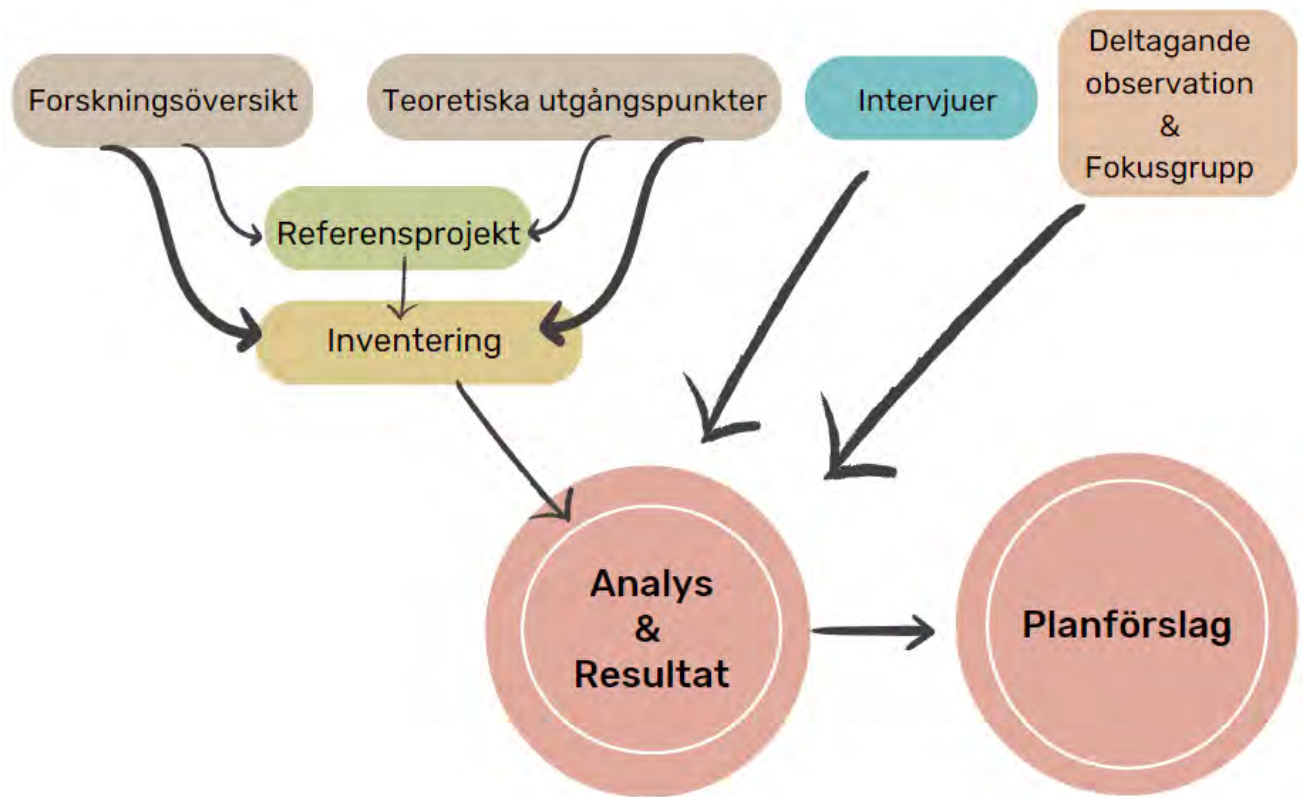 Forskningsöversikt
Teoretiska utgångspunkter
Intervjuer
Deltagande
observation
&
Fokusgrupp
Referensprojekt
Inventering
Analys
&
Resultat
Planförslag